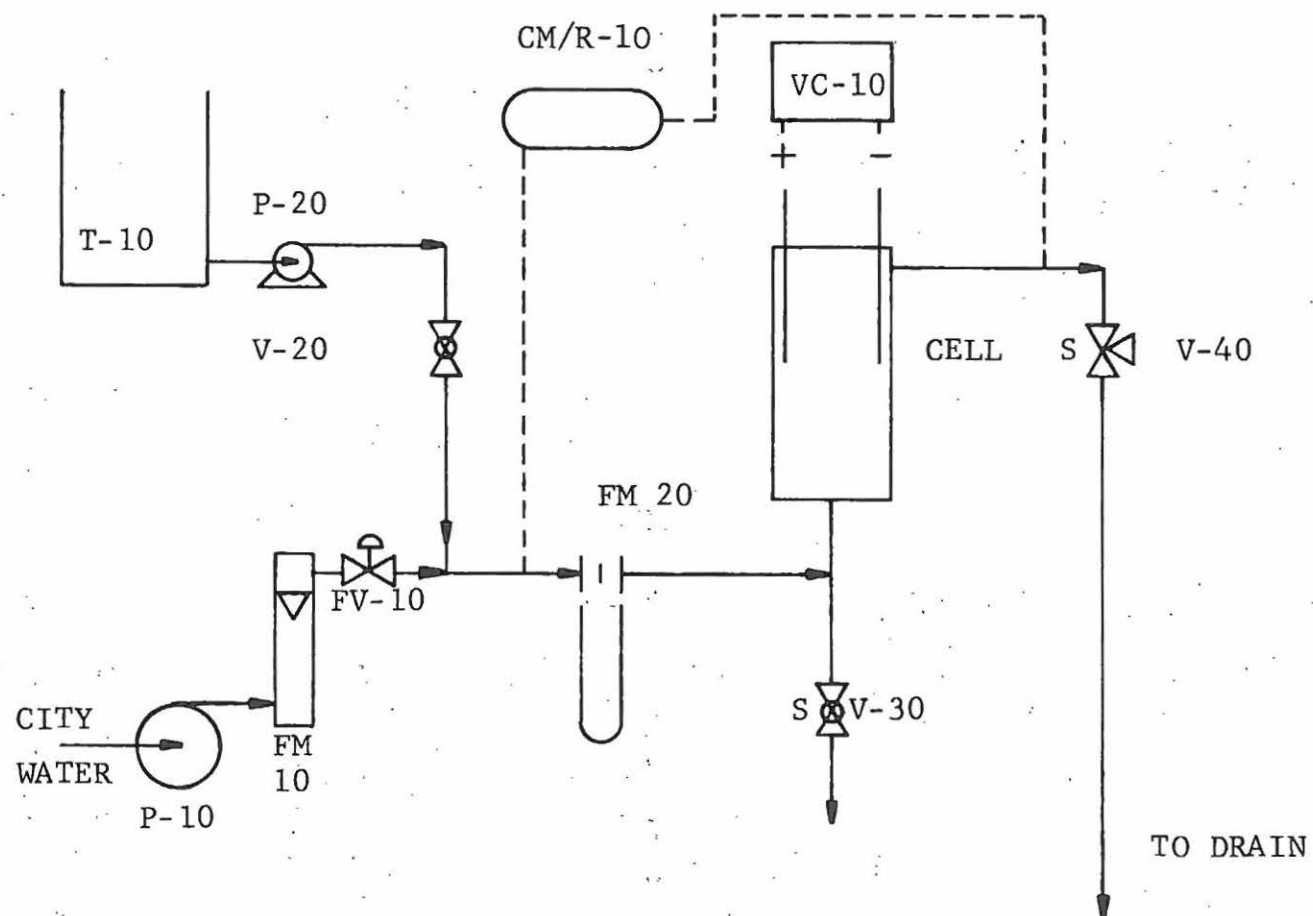 CM/R-10
VC-10
+ -
T-10
P-20
V-20
CELL
S V-40
FM 20
FV-10
S V-30
CITY
WATER
FM
10
P-10
TO DRAIN